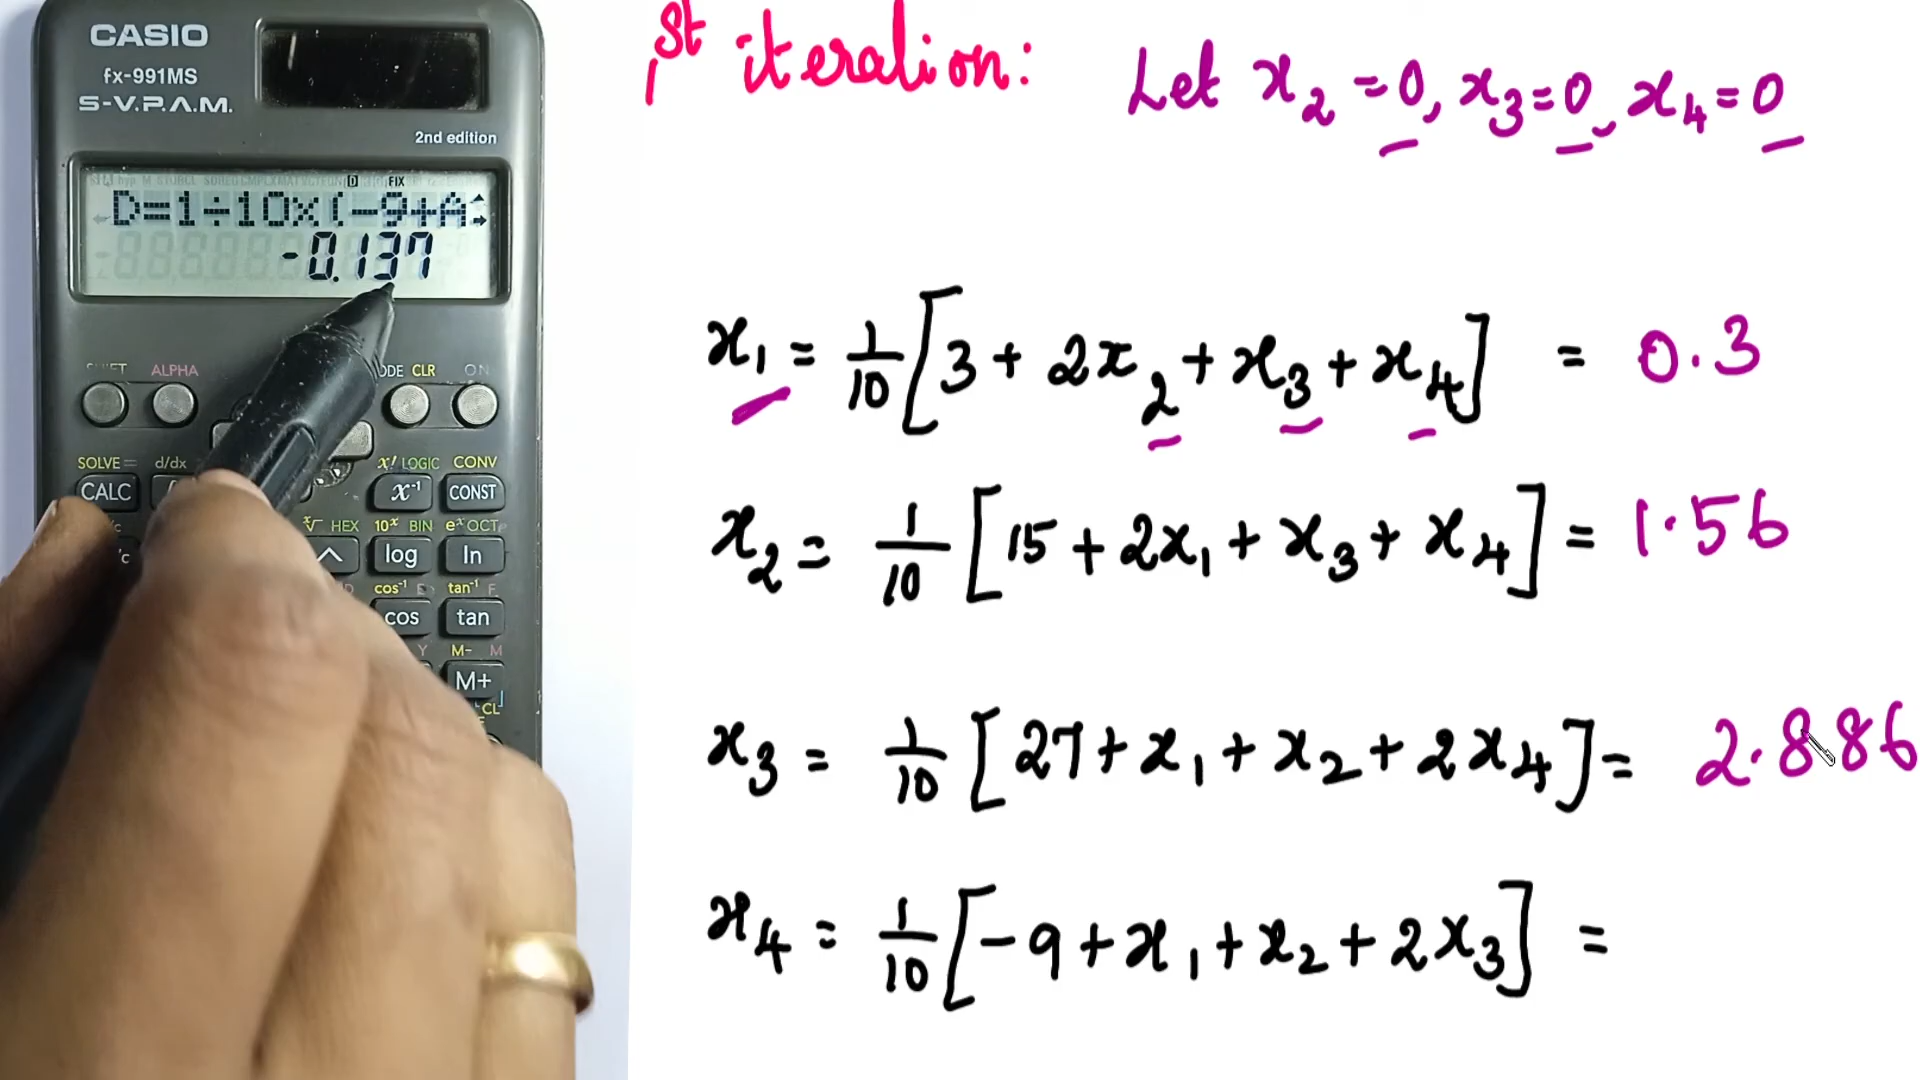 CASIO
fx-991MS
S-V.P.A.M.
2nd edition
D FIX
D=1÷10×(-9+A
-0.137
ALPHA CLR ON
SOLVE = d/dx x! LOGIC CONV
CALC x⁻¹ CONST
HEX 10ˣ BIN eˣ OCT
^ log ln
cos⁻¹ tan⁻¹ F
cos tan
Y M- M
M+
CL
1st iteration: Let x₂ = 0, x₃ = 0, x₄ = 0
x₁ = 1/10 [3 + 2x₂ + x₃ + x₄] = 0.3
x₂ = 1/10 [15 + 2x₁ + x₃ + x₄] = 1.56
x₃ = 1/10 [27 + x₁ + x₂ + 2x₄] = 2.886
x₄ = 1/10 [-9 + x₁ + x₂ + 2x₃] =